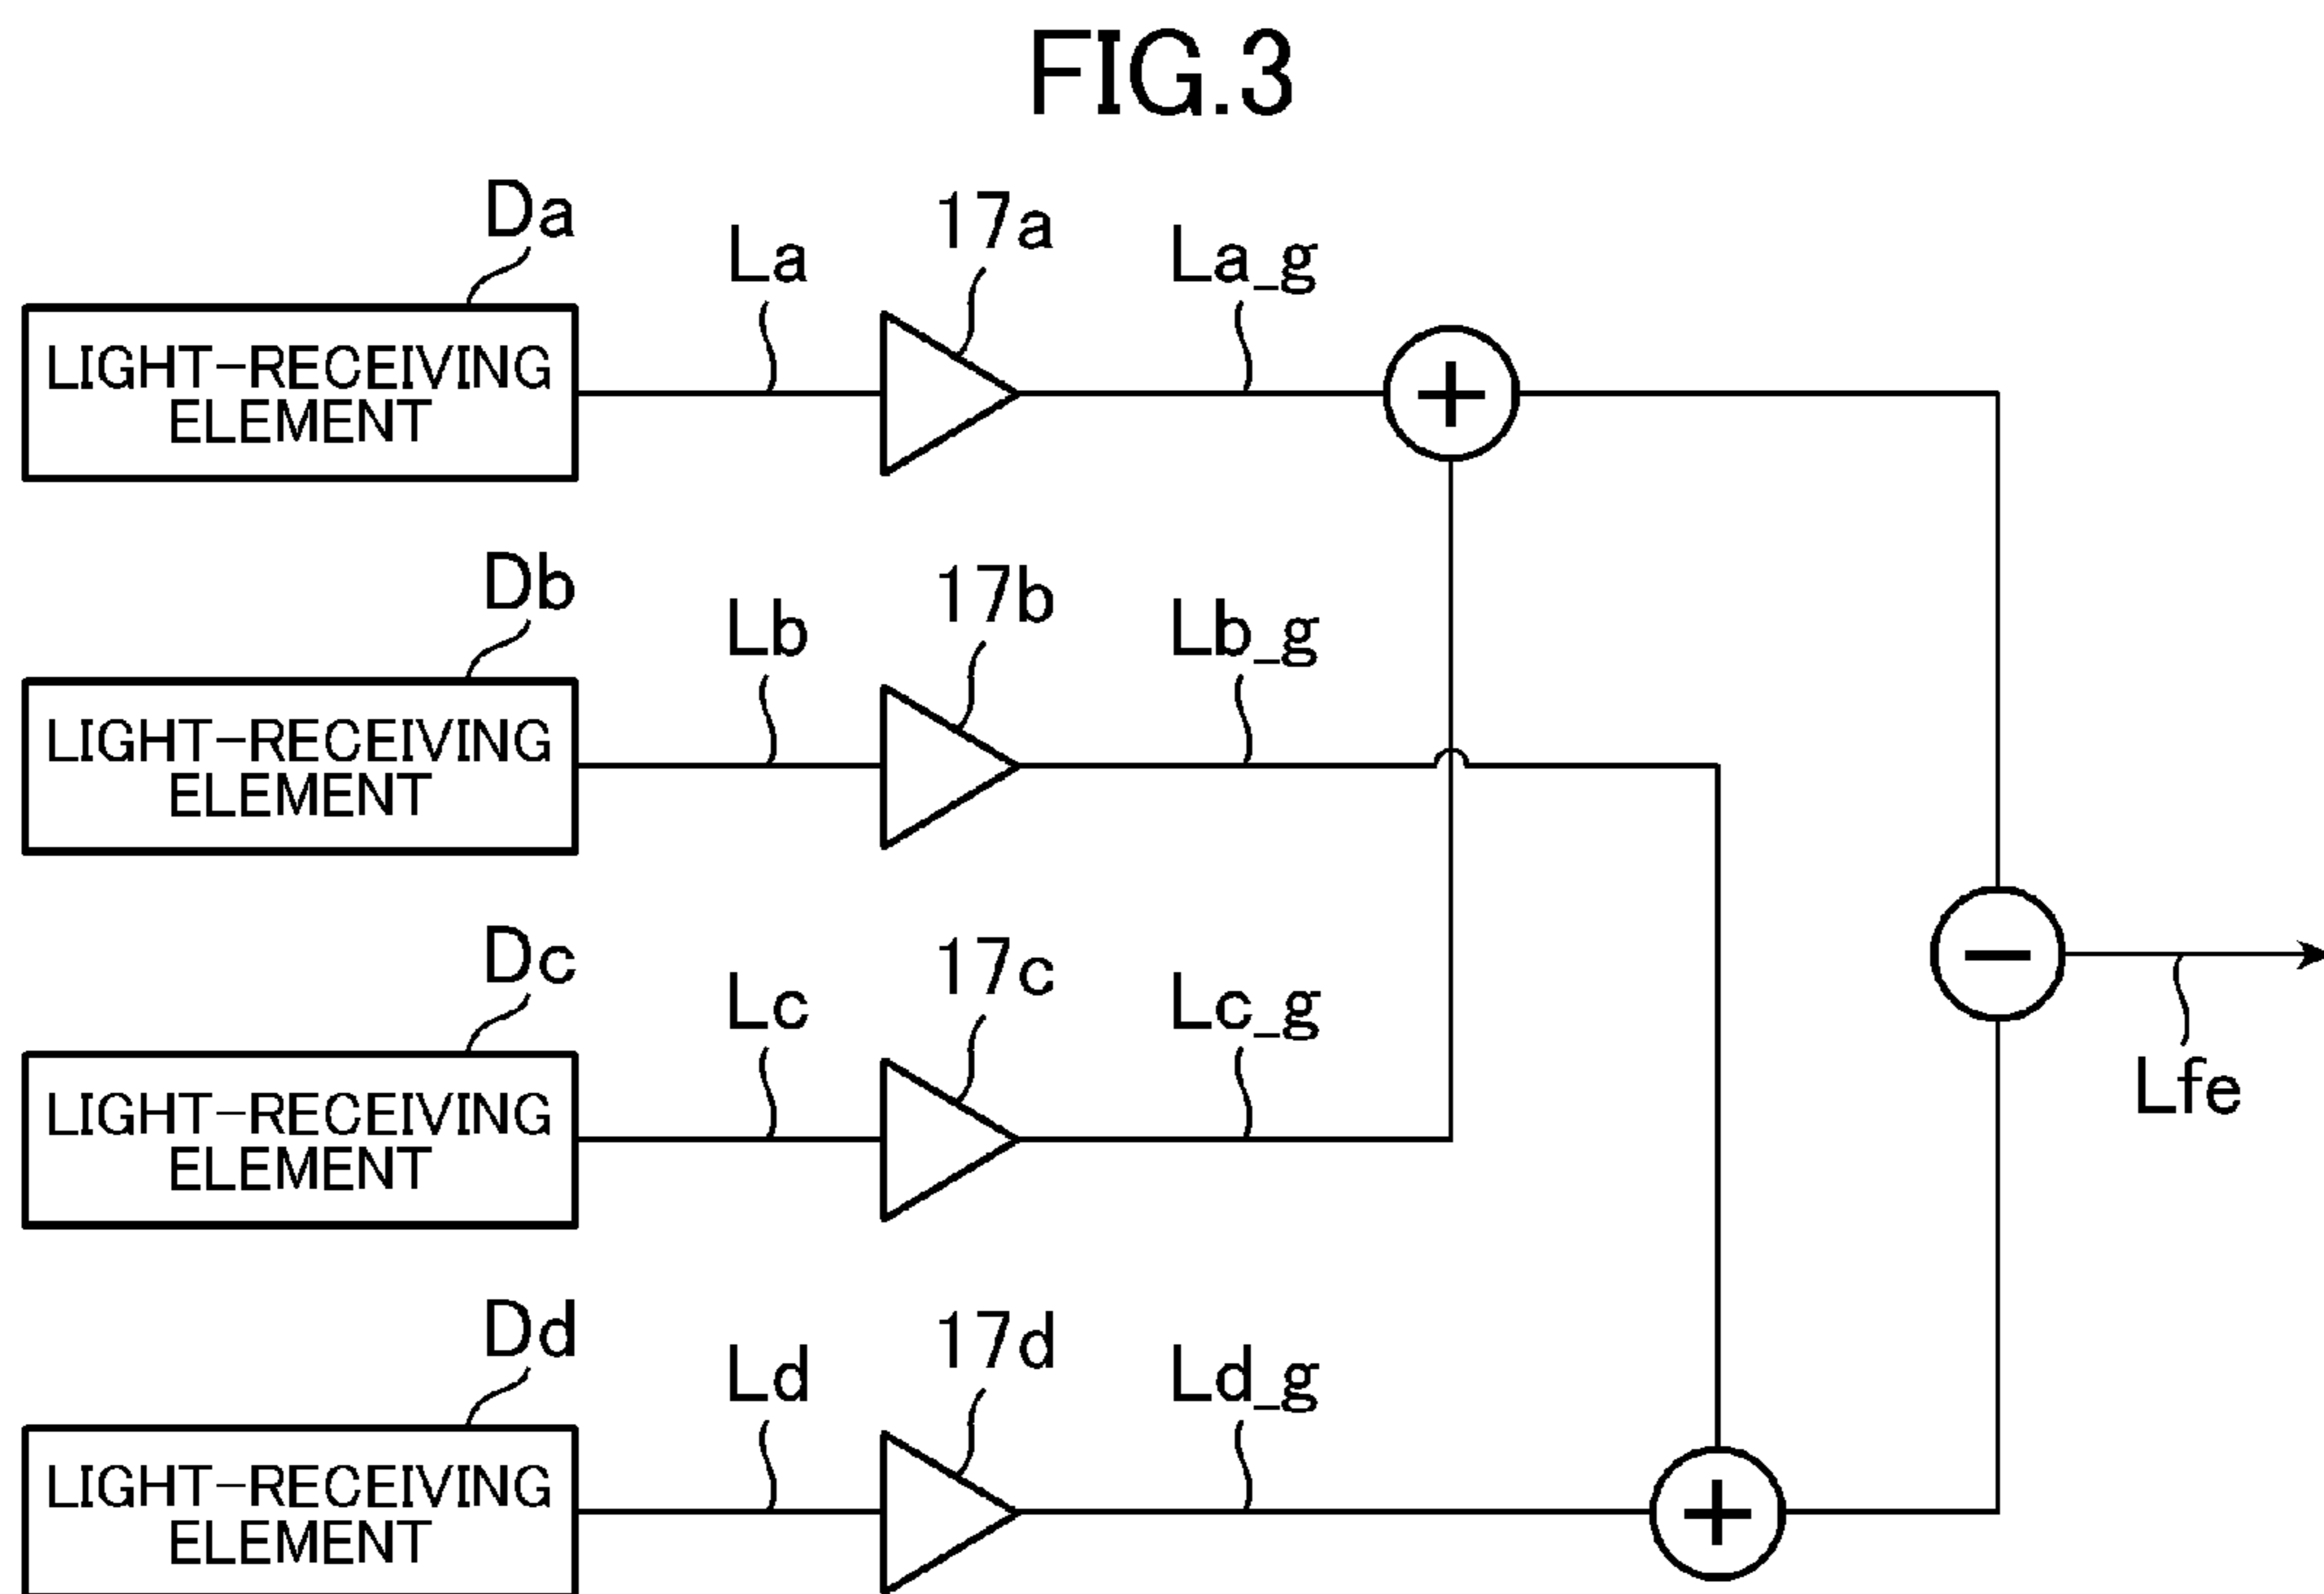 FIG.3
Da
La
17a
La_g
LIGHT-RECEIVING
ELEMENT
+
Db
Lb
17b
Lb_g
LIGHT-RECEIVING
ELEMENT
−
Dc
Lc
17c
Lc_g
LIGHT-RECEIVING
ELEMENT
Lfe
Dd
Ld
17d
Ld_g
LIGHT-RECEIVING
ELEMENT
+